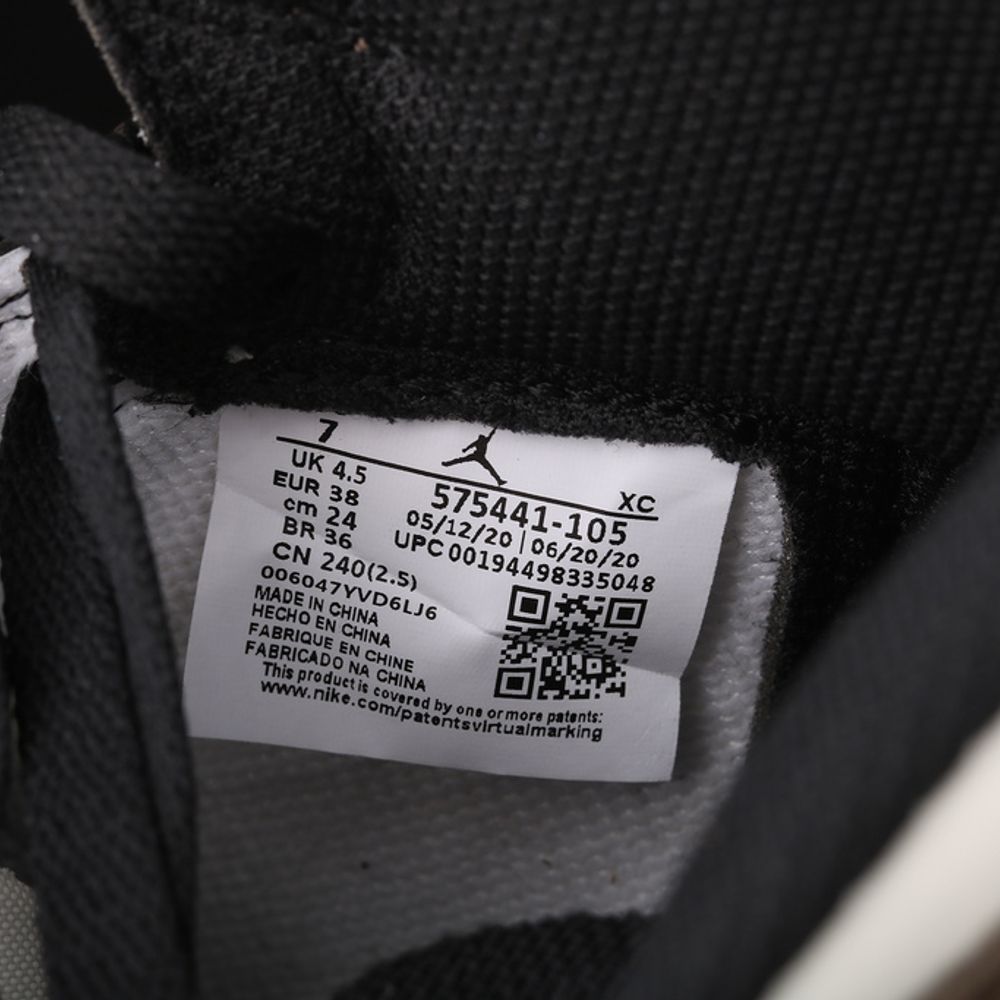 7
XC
UK 4.5
EUR 38
cm 24
BR 36
CN 240(2.5)
575441-105
05/12/20 | 06/20/20
UPC 00194498335048
006047YVD6LJ6
MADE IN CHINA
HECHO EN CHINA
FABRIQUE EN CHINE
FABRICADO NA CHINA
This product is covered by one or more patents:
www.nike.com/patentsvirtualmarking